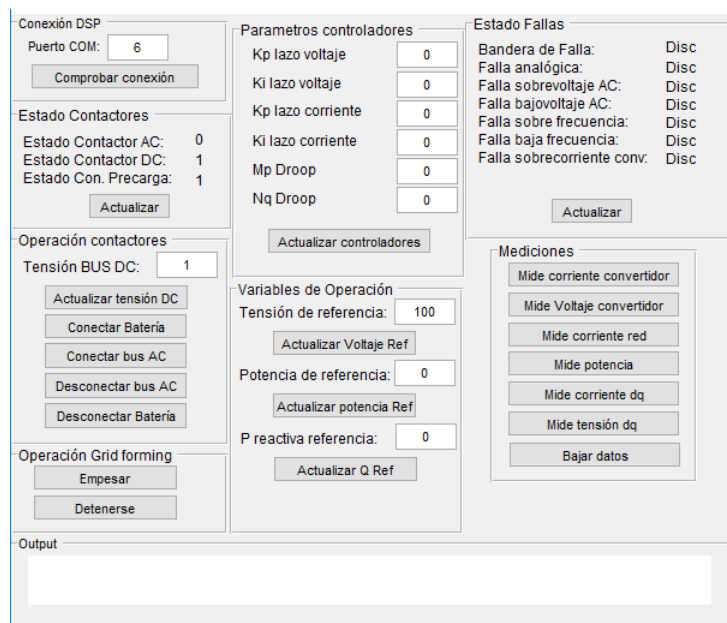 Conexión DSP
Puerto COM: 6
Comprobar conexión
Estado Contactores
Estado Contactor AC: 0
Estado Contactor DC: 1
Estado Con. Precarga: 1
Actualizar
Operación contactores
Tensión BUS DC: 1
Actualizar tensión DC
Conectar Batería
Conectar bus AC
Desconectar bus AC
Desconectar Batería
Operación Grid forming
Empesar
Detenerse
Parametros controladores
Kp lazo voltaje 0
Ki lazo voltaje 0
Kp lazo corriente 0
Ki lazo corriente 0
Mp Droop 0
Nq Droop 0
Actualizar controladores
Variables de Operación
Tensión de referencia: 100
Actualizar Voltaje Ref
Potencia de referencia: 0
Actualizar potencia Ref
P reactiva referencia: 0
Actualizar Q Ref
Estado Fallas
Bandera de Falla: Disc
Falla analógica: Disc
Falla sobrevoltaje AC: Disc
Falla bajovoltaje AC: Disc
Falla sobre frecuencia: Disc
Falla baja frecuencia: Disc
Falla sobrecorriente conv: Disc
Actualizar
Mediciones
Mide corriente convertidor
Mide Voltaje convertidor
Mide corriente red
Mide potencia
Mide corriente dq
Mide tensión dq
Bajar datos
Output